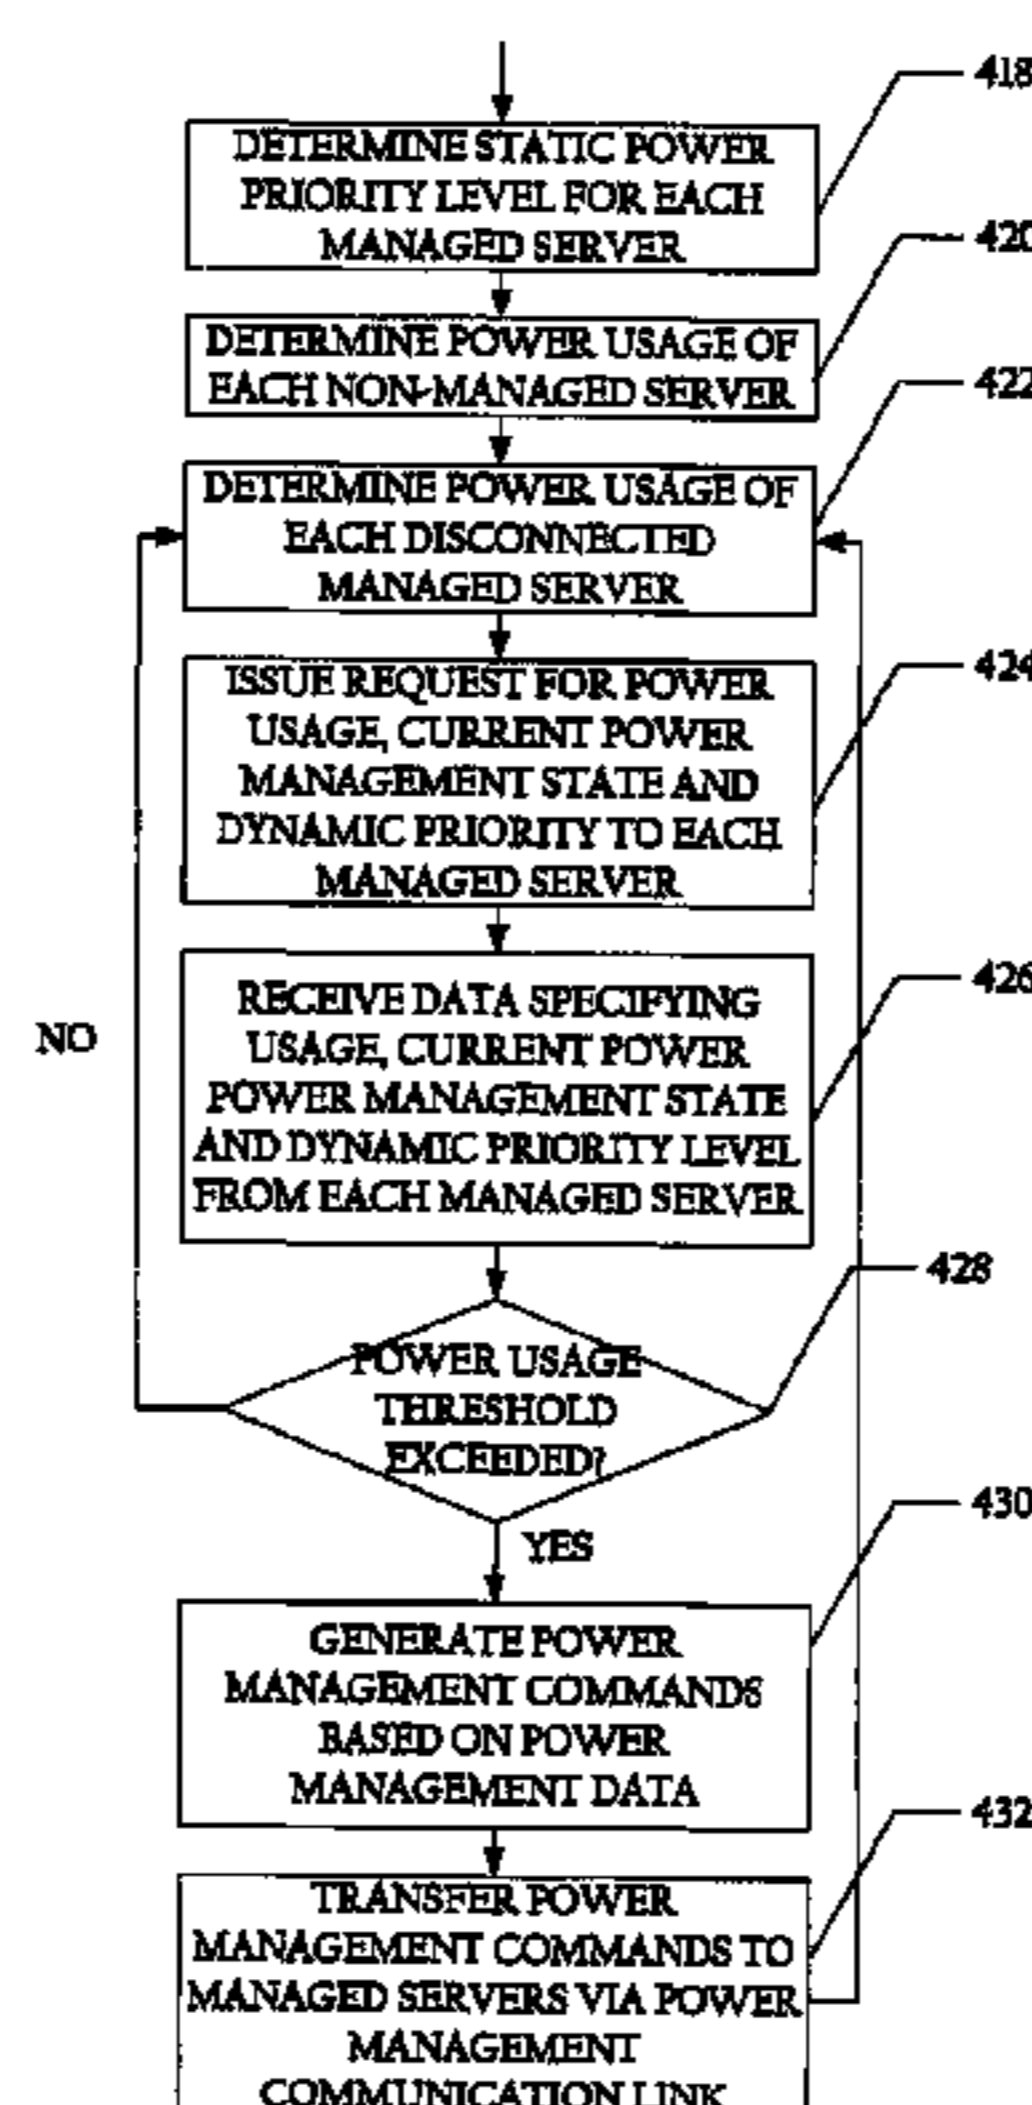 418
DETERMINE STATIC POWER
PRIORITY LEVEL FOR EACH
MANAGED SERVER
420
DETERMINE POWER USAGE OF
EACH NON-MANAGED SERVER
422
DETERMINE POWER USAGE OF
EACH DISCONNECTED
MANAGED SERVER
424
ISSUE REQUEST FOR POWER
USAGE, CURRENT POWER
MANAGEMENT STATE AND
DYNAMIC PRIORITY TO EACH
MANAGED SERVER
426
RECEIVE DATA SPECIFYING
USAGE, CURRENT POWER
POWER MANAGEMENT STATE
AND DYNAMIC PRIORITY LEVEL
FROM EACH MANAGED SERVER
NO
428
POWER USAGE
THRESHOLD
EXCEEDED?
YES
430
GENERATE POWER
MANAGEMENT COMMANDS
BASED ON POWER
MANAGEMENT DATA
432
TRANSFER POWER
MANAGEMENT COMMANDS TO
MANAGED SERVERS VIA POWER
MANAGEMENT
COMMUNICATION LINK